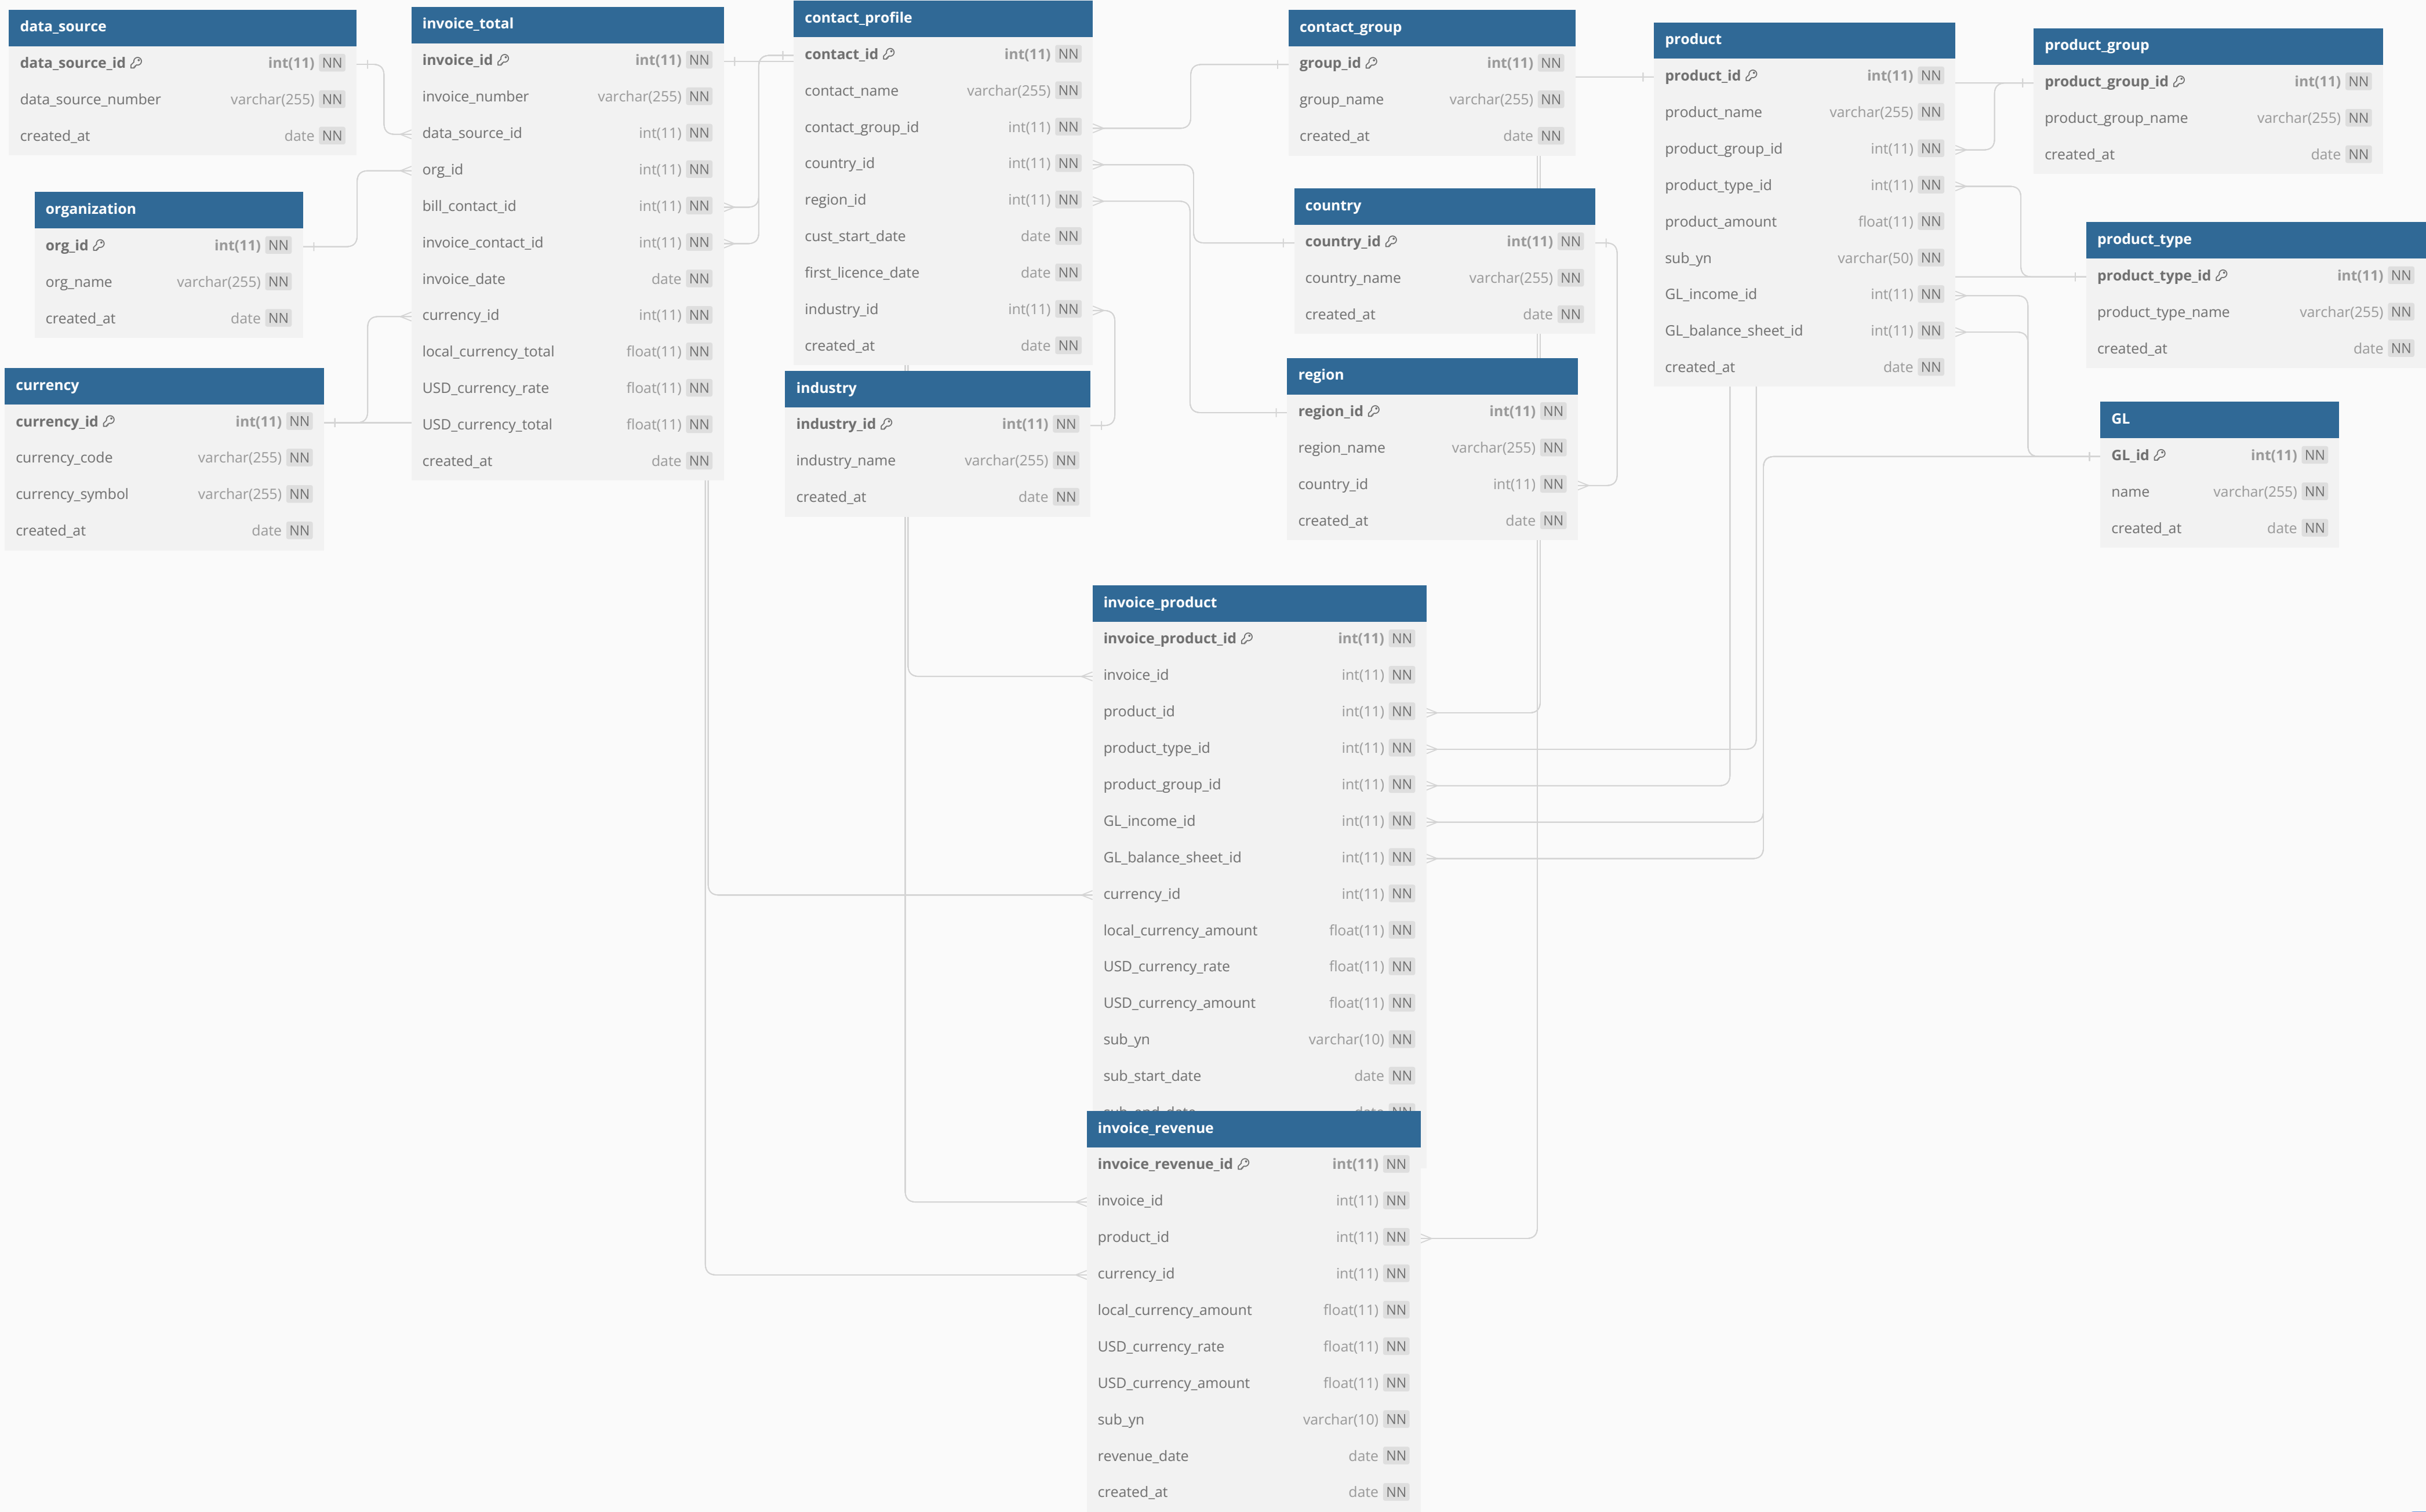 data_source
data_source_id int(11) NN
data_source_number varchar(255) NN
created_at date NN
organization
org_id int(11) NN
org_name varchar(255) NN
created_at date NN
currency
currency_id int(11) NN
currency_code varchar(255) NN
currency_symbol varchar(255) NN
created_at date NN
invoice_total
invoice_id int(11) NN
invoice_number varchar(255) NN
data_source_id int(11) NN
org_id int(11) NN
bill_contact_id int(11) NN
invoice_contact_id int(11) NN
invoice_date date NN
currency_id int(11) NN
local_currency_total float(11) NN
USD_currency_rate float(11) NN
USD_currency_total float(11) NN
created_at date NN
contact_profile
contact_id int(11) NN
contact_name varchar(255) NN
contact_group_id int(11) NN
country_id int(11) NN
region_id int(11) NN
cust_start_date date NN
first_licence_date date NN
industry_id int(11) NN
created_at date NN
industry
industry_id int(11) NN
industry_name varchar(255) NN
created_at date NN
contact_group
group_id int(11) NN
group_name varchar(255) NN
created_at date NN
country
country_id int(11) NN
country_name varchar(255) NN
created_at date NN
region
region_id int(11) NN
region_name varchar(255) NN
country_id int(11) NN
created_at date NN
product
product_id int(11) NN
product_name varchar(255) NN
product_group_id int(11) NN
product_type_id int(11) NN
product_amount float(11) NN
sub_yn varchar(50) NN
GL_income_id int(11) NN
GL_balance_sheet_id int(11) NN
created_at date NN
product_group
product_group_id int(11) NN
product_group_name varchar(255) NN
created_at date NN
product_type
product_type_id int(11) NN
product_type_name varchar(255) NN
created_at date NN
GL
GL_id int(11) NN
name varchar(255) NN
created_at date NN
invoice_product
invoice_product_id int(11) NN
invoice_id int(11) NN
product_id int(11) NN
product_type_id int(11) NN
product_group_id int(11) NN
GL_income_id int(11) NN
GL_balance_sheet_id int(11) NN
currency_id int(11) NN
local_currency_amount float(11) NN
USD_currency_rate float(11) NN
USD_currency_amount float(11) NN
sub_yn varchar(10) NN
sub_start_date date NN
sub_end_date date NN
invoice_revenue
invoice_revenue_id int(11) NN
invoice_id int(11) NN
product_id int(11) NN
currency_id int(11) NN
local_currency_amount float(11) NN
USD_currency_rate float(11) NN
USD_currency_amount float(11) NN
sub_yn varchar(10) NN
revenue_date date NN
created_at date NN